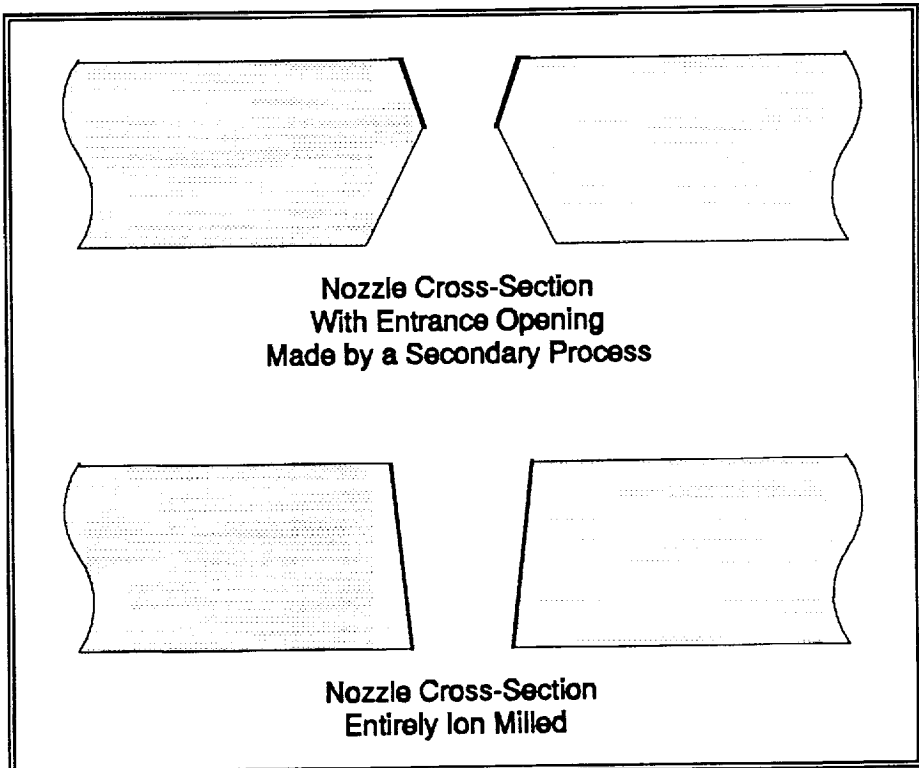 Nozzle Cross-Section
With Entrance Opening
Made by a Secondary Process
Nozzle Cross-Section
Entirely Ion Milled